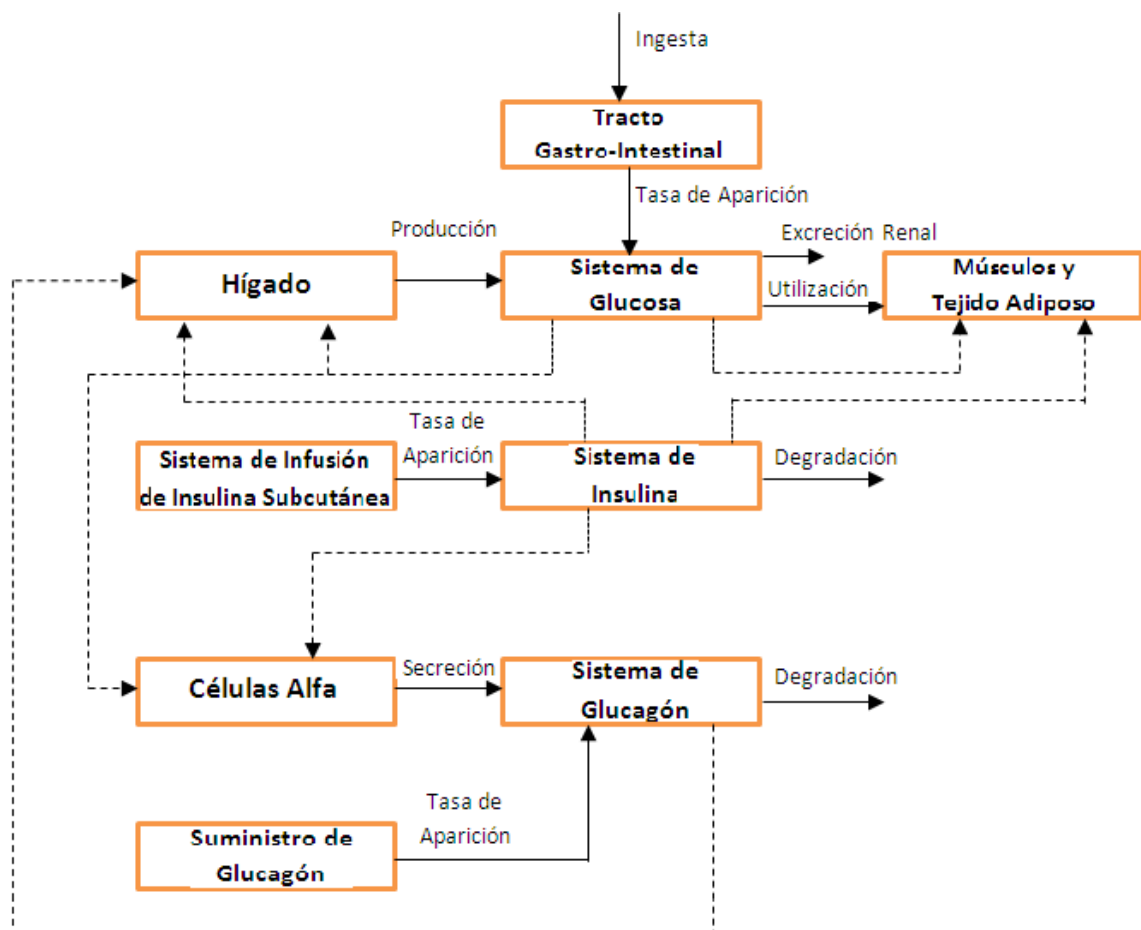 Ingesta
Tracto
Gastro-Intestinal
Tasa de Aparición
Producción
Excreción Renal
Hígado
Sistema de
Glucosa
Utilización
Músculos y
Tejido Adiposo
Tasa de
Aparición
Sistema de Infusión
de Insulina Subcutánea
Sistema de
Insulina
Degradación
Células Alfa
Secreción
Sistema de
Glucagón
Degradación
Tasa de
Aparición
Suministro de
Glucagón